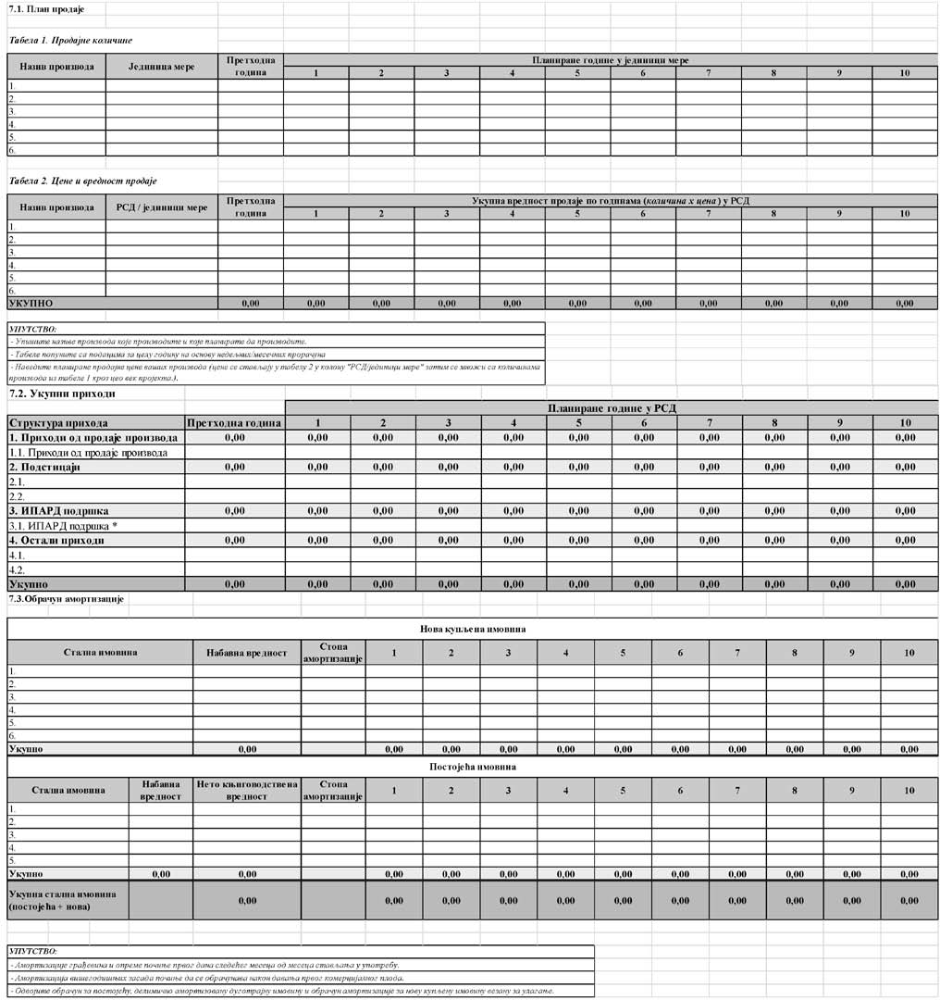 7.1. План продаје
Табела 1. Продајне количине
Назив производа Јединица мере Претходна година Планиране године у јединици мере
1 2 3 4 5 6 7 8 9 10
1.
2.
3.
4.
5.
6.
Табела 2. Цене и вредност продаје
Назив производа РСД / јединици мере Претходна година Укупна вредност продаје по годинама (количина x цена) у РСД
1 2 3 4 5 6 7 8 9 10
1.
2.
3.
4.
5.
6.
УКУПНО 0,00 0,00 0,00 0,00 0,00 0,00 0,00 0,00 0,00 0,00 0,00
УПУТСТВО:
- Упишите називе производа које производите и које планирате да производите.
- Табеле попуните са подацима за целу годину на основу недељних/месечних прорачуна
- Наведите планиране продајне цене ваших производа (цене се стављају у табелу 2 у колону "РСД/јединици мере" затим се множи са количинама
производа из табеле 1 кроз цео век пројекта.).
7.2. Укупни приходи
Планиране године у РСД
Структура прихода Претходна година 1 2 3 4 5 6 7 8 9 10
1. Приходи од продаје производа 0,00 0,00 0,00 0,00 0,00 0,00 0,00 0,00 0,00 0,00 0,00
1.1. Приходи од продаје производа
2. Подстицаји 0,00 0,00 0,00 0,00 0,00 0,00 0,00 0,00 0,00 0,00 0,00
2.1.
2.2.
3. ИПАРД подршка 0,00 0,00 0,00 0,00 0,00 0,00 0,00 0,00 0,00 0,00 0,00
3.1. ИПАРД подршка *
4. Остали приходи 0,00 0,00 0,00 0,00 0,00 0,00 0,00 0,00 0,00 0,00 0,00
4.1.
4.2.
Укупно 0,00 0,00 0,00 0,00 0,00 0,00 0,00 0,00 0,00 0,00 0,00
7.3.Обрачун амортизације
Нова купљена имовина
Стална имовина Набавна вредност Стопа амортизације 1 2 3 4 5 6 7 8 9 10
1.
2.
3.
4.
5.
6.
Укупно 0,00 0,00 0,00 0,00 0,00 0,00 0,00 0,00 0,00 0,00 0,00
Постојећа имовина
Стална имовина Набавна вредност Нето књиговодствена вредност Стопа амортизације 1 2 3 4 5 6 7 8 9 10
1.
2.
3.
4.
5.
Укупно 0,00 0,00 0,00 0,00 0,00 0,00 0,00 0,00 0,00 0,00 0,00 0,00
Укупна стална имовина
(постојећа + нова) 0,00 0,00 0,00 0,00 0,00 0,00 0,00 0,00 0,00 0,00 0,00
УПУТСТВО:
- Амортизације грађевина и опреме почиње првог дана следећег месеца од месеца стављања у употребу.
- Амортизација вишегодишњих засада почиње да се обрачунава након давања првог комерцијалног плода.
- Одвојите обрачун за постојећу, делимично амортизовану дуготрајну имовину и обрачун амортизације за нову купљену имовину везану за улагање.